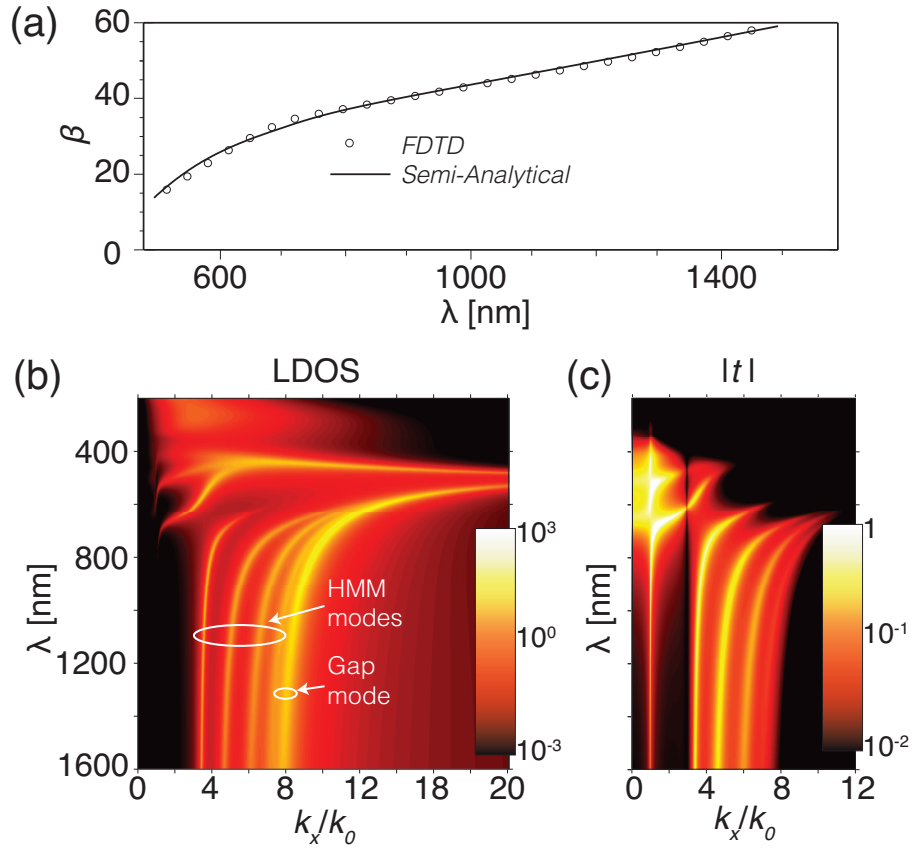 (a)
60
40
20
0
β
FDTD
Semi-Analytical
600
1000
1400
λ [nm]
(b)
LDOS
400
800
1200
1600
λ [nm]
HMM
modes
Gap
mode
10³
10⁰
10⁻³
0
4
8
12
16
20
kₓ/k₀
(c)
|t|
λ [nm]
1
10⁻¹
10⁻²
0
4
8
12
kₓ/k₀